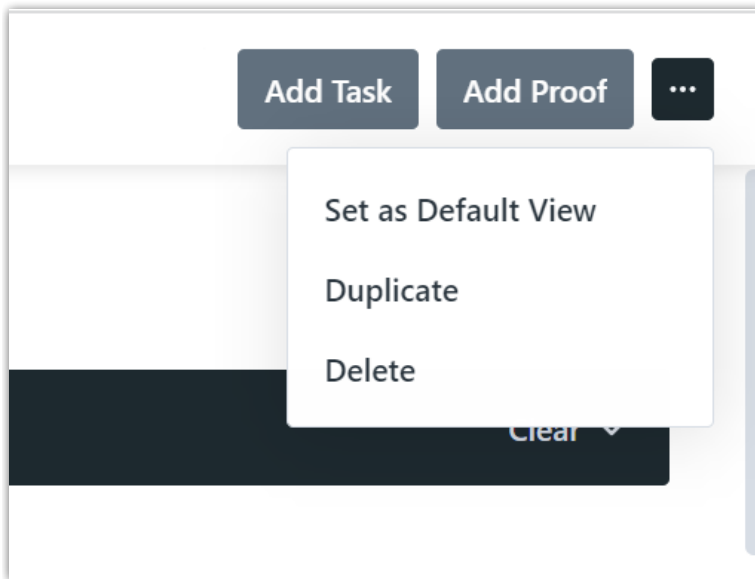 Add Task Add Proof ...
Set as Default View
Duplicate
Delete
Clear